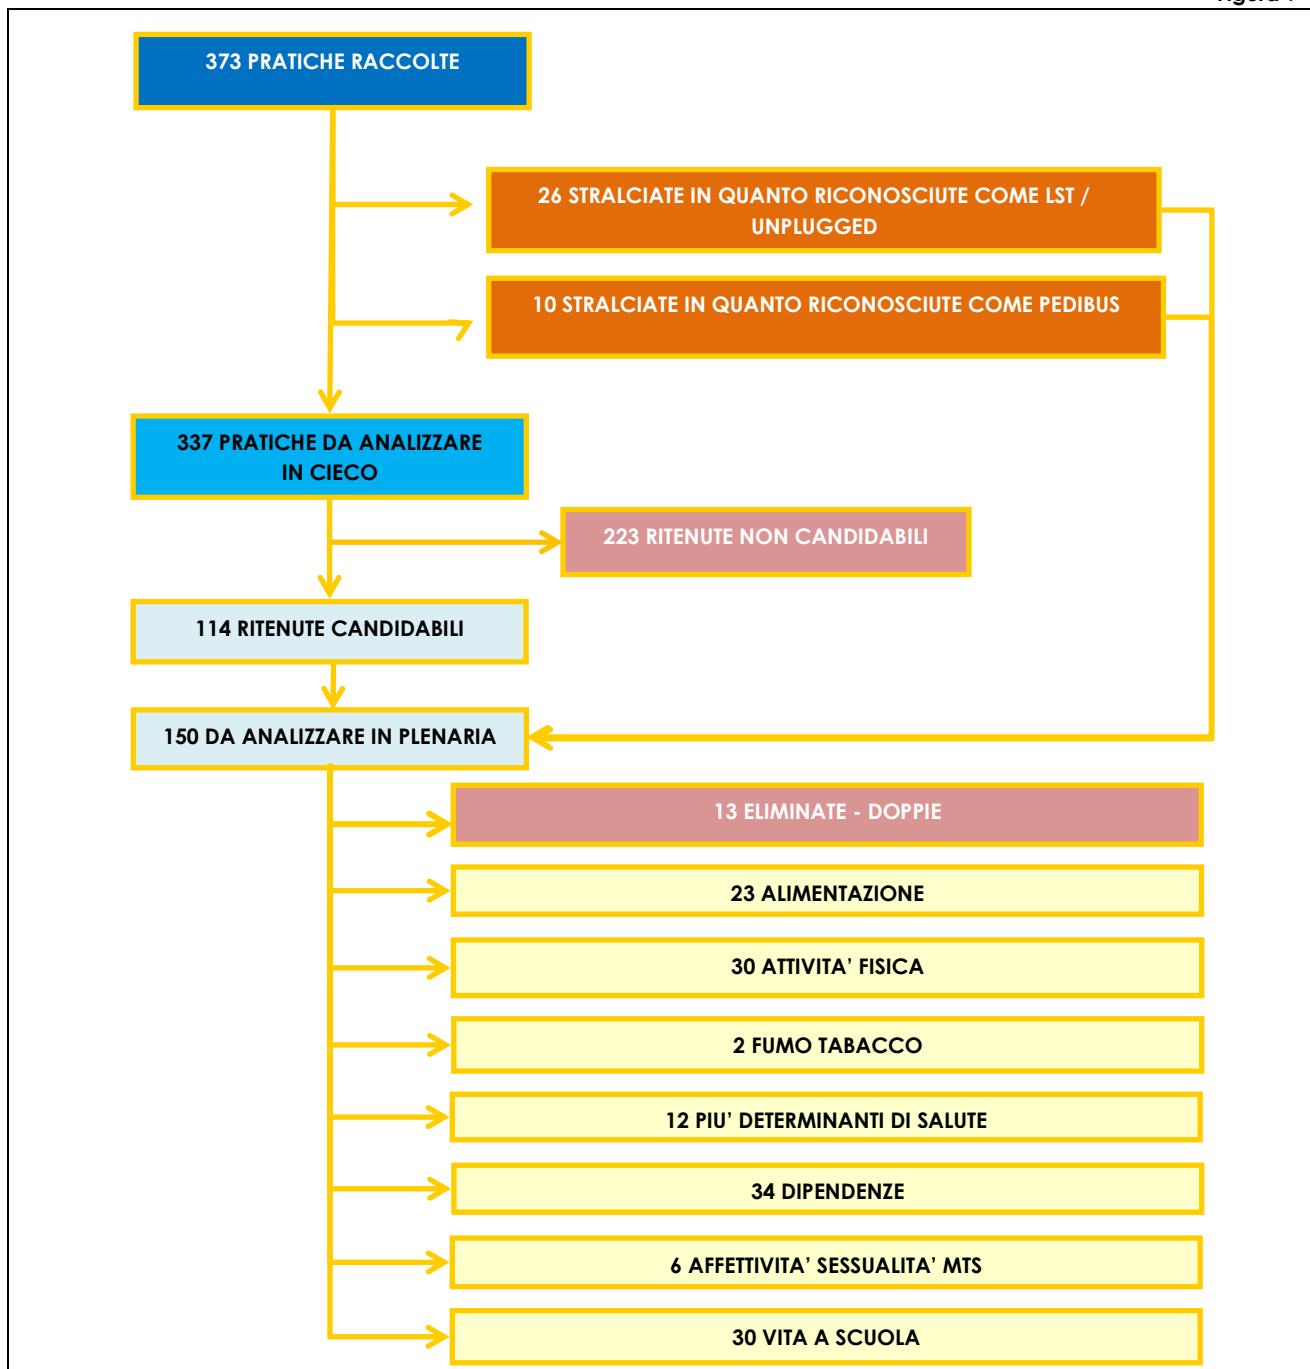 373 PRATICHE RACCOLTE
26 STRALCIATE IN QUANTO RICONOSCIUTE COME LST /
UNPLUGGED
10 STRALCIATE IN QUANTO RICONOSCIUTE COME PEDIBUS
337 PRATICHE DA ANALIZZARE
IN CIECO
223 RITENUTE NON CANDIDABILI
114 RITENUTE CANDIDABILI
150 DA ANALIZZARE IN PLENARIA
13 ELIMINATE - DOPPIE
23 ALIMENTAZIONE
30 ATTIVITA’ FISICA
2 FUMO TABACCO
12 PIU’ DETERMINANTI DI SALUTE
34 DIPENDENZE
6 AFFETTIVITA’ SESSUALITA’ MTS
30 VITA A SCUOLA